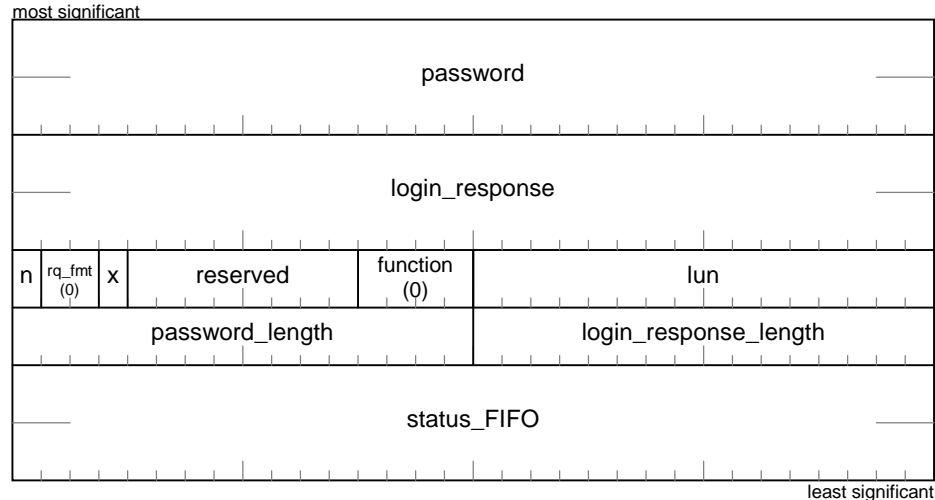 most significant
password
login_response
n rq_fmt x reserved function lun
(0) (0)
password_length login_response_length
status_FIFO
least significant